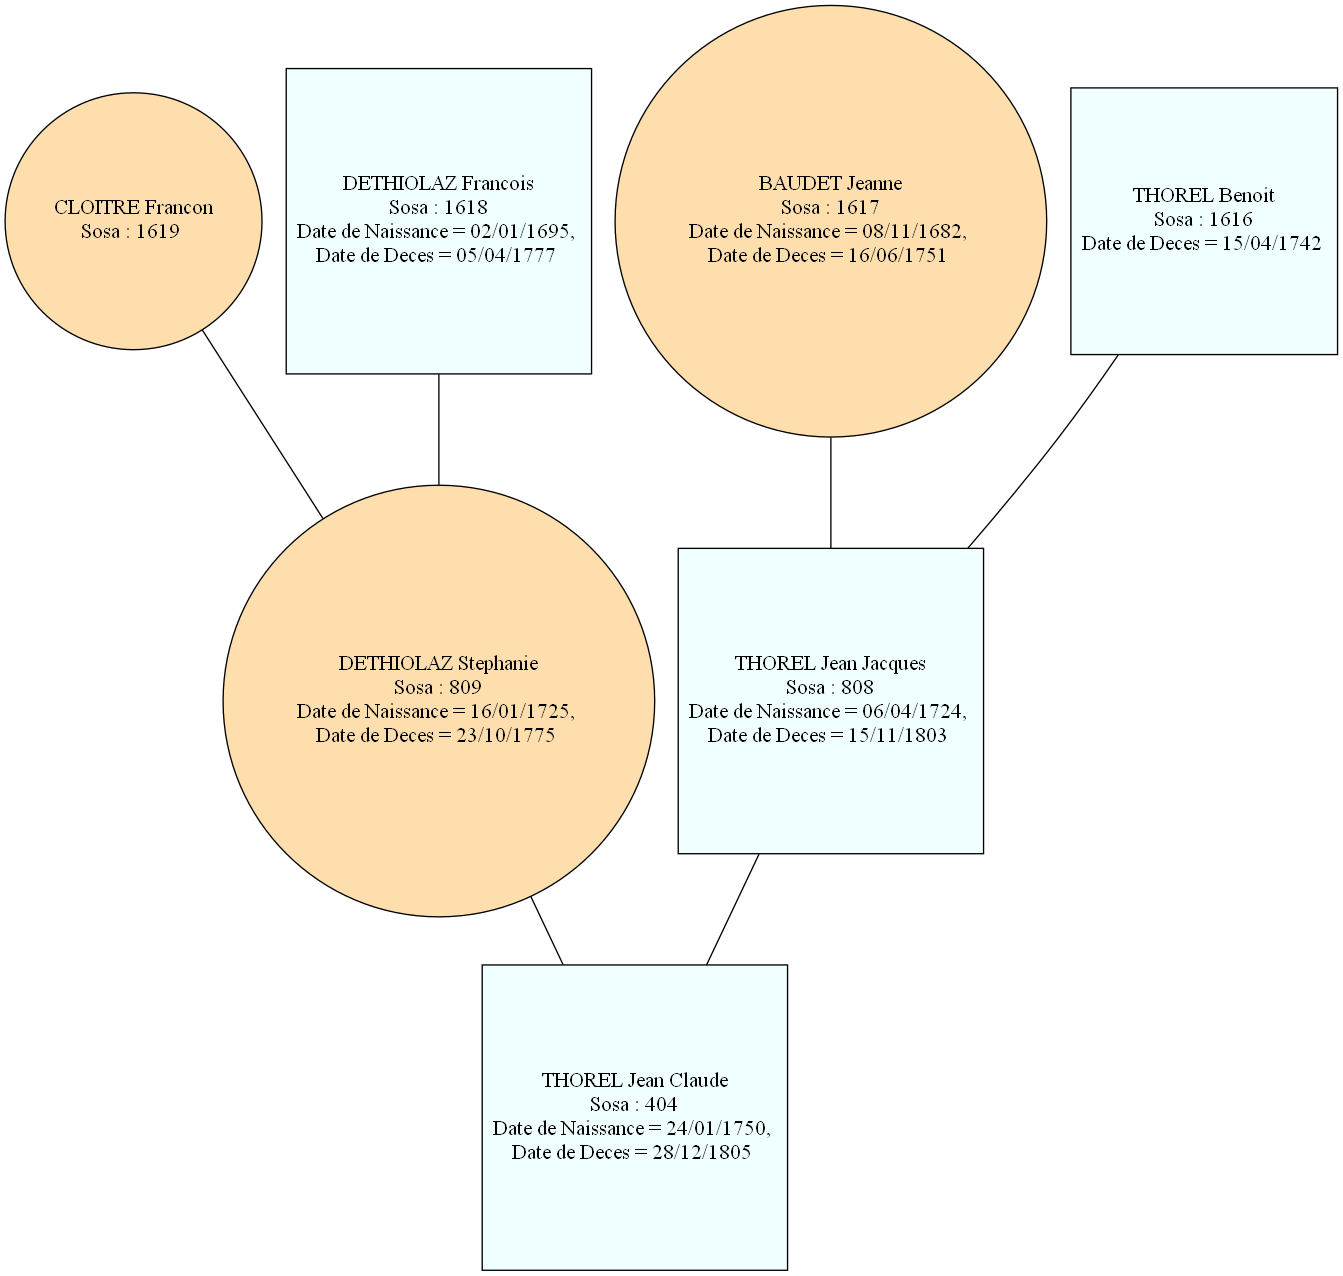 CLOITRE Francon
Sosa : 1619
DETHIOLAZ Francois
Sosa : 1618
Date de Naissance = 02/01/1695,
Date de Deces = 05/04/1777
BAUDET Jeanne
Sosa : 1617
Date de Naissance = 08/11/1682,
Date de Deces = 16/06/1751
THOREL Benoit
Sosa : 1616
Date de Deces = 15/04/1742
DETHIOLAZ Stephanie
Sosa : 809
Date de Naissance = 16/01/1725,
Date de Deces = 23/10/1775
THOREL Jean Jacques
Sosa : 808
Date de Naissance = 06/04/1724,
Date de Deces = 15/11/1803
THOREL Jean Claude
Sosa : 404
Date de Naissance = 24/01/1750,
Date de Deces = 28/12/1805